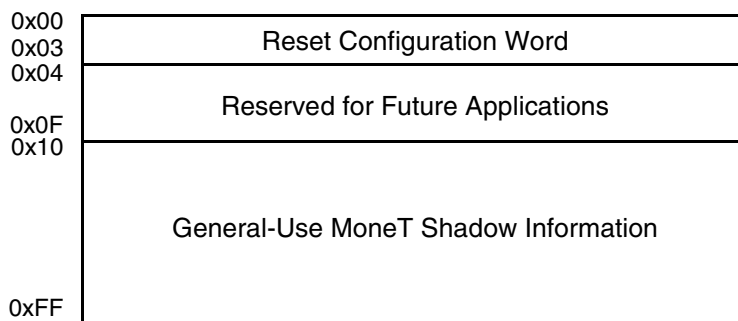 0x00
Reset Configuration Word
0x03
0x04
Reserved for Future Applications
0x0F
0x10
General-Use MoneT Shadow Information
0xFF